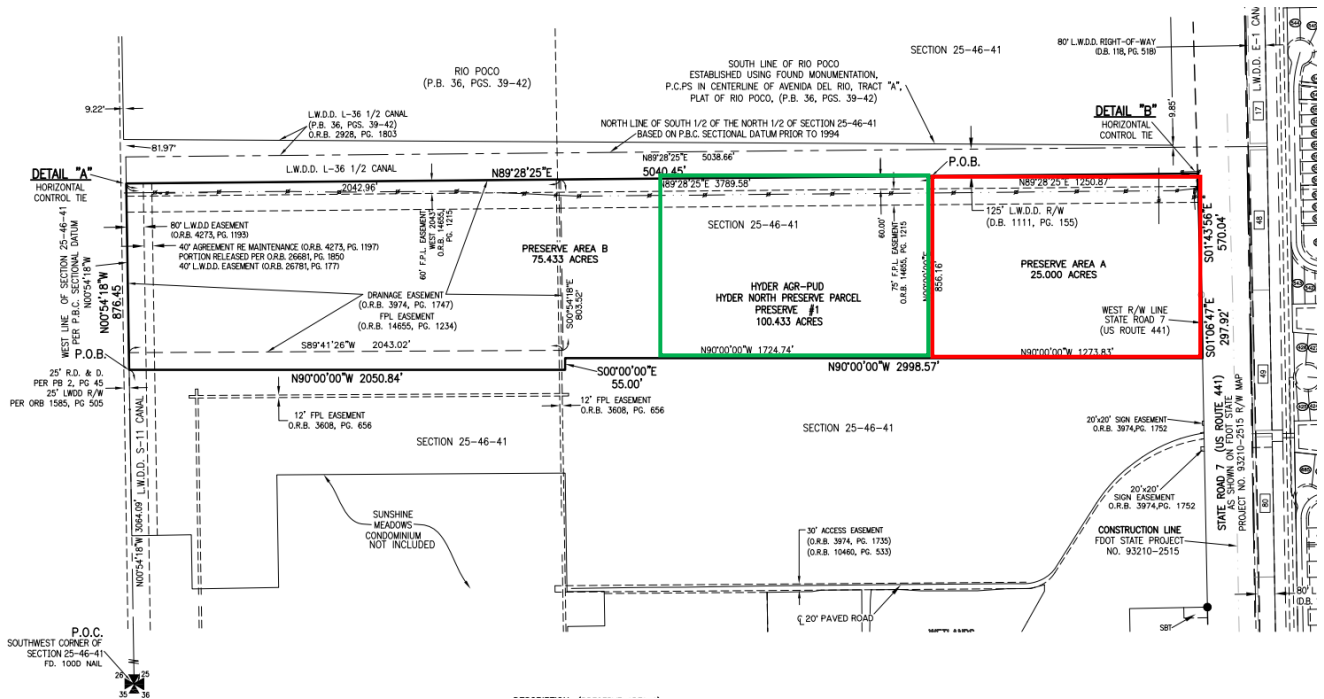 RIO POCO
(P.B. 36, PGS. 39-42)
SECTION 25-46-41
SOUTH LINE OF RIO POCO
ESTABLISHED USING FOUND MONUMENTATION,
P.C.PS IN CENTERLINE OF AVENIDA DEL RIO, TRACT "A",
PLAT OF RIO POCO, (P.B. 36, PGS. 39-42)
80' L.W.D.D. RIGHT-OF-WAY
(D.B. 118, PG. 518)
L.W.D.D. E-1 CANAL
9.22'
81.97'
L.W.D.D. L-36 1/2 CANAL
(P.B. 36, PGS. 39-42)
O.R.B. 2928, PG. 1803
NORTH LINE OF SOUTH 1/2 OF THE NORTH 1/2 OF SECTION 25-46-41
BASED ON P.B.C. SECTIONAL DATUM PRIOR TO 1994
DETAIL "B"
HORIZONTAL
CONTROL TIE
9.85'
17
DETAIL "A"
HORIZONTAL
CONTROL TIE
L.W.D.D. L-36 1/2 CANAL
N89°28'25"E
N89°28'25"E 5038.66'
5040.45'
P.O.B.
2042.96'
N89°28'25"E 3789.58'
N89°28'25"E 1250.87'
WEST LINE OF SECTION 25-46-41
PER P.B.C. SECTIONAL DATUM
N00°54'18"W
N00°54'18"W
876.45
80' L.W.D.D EASEMENT
(O.R.B. 4273, PG. 1193)
40' AGREEMENT RE MAINTENANCE (O.R.B. 4273, PG. 1197)
PORTION RELEASED PER O.R.B. 26681, PG. 1850
40' L.W.D.D. EASEMENT (O.R.B. 26781, PG. 177)
60' F.P.L. EASEMENT
WEST 2043'
O.R.B. 14655,
PG. 1215
PRESERVE AREA B
75.433 ACRES
S00°54'18"E
803.52'
SECTION 25-46-41
60.00'
75' F.P.L. EASEMENT
O.R.B. 14655, PG. 1215
856.16'
125' L.W.D.D. R/W
(D.B. 1111, PG. 155)
S01°43'56"E
570.04'
48
PRESERVE AREA A
25.000 ACRES
HYDER AGR-PUD
HYDER NORTH PRESERVE PARCEL
PRESERVE #1
100.433 ACRES
DRAINAGE EASEMENT
(O.R.B. 3974, PG. 1747)
FPL EASEMENT
(O.R.B. 14655, PG. 1234)
WEST R/W LINE
STATE ROAD 7
(US ROUTE 441)
S01°06'47"E
297.92'
S89°41'26"W 2043.02'
N90°00'00"W 1724.74'
N90°00'00"W 1273.83'
P.O.B.
25' R.D. & D.
PER PB 2, PG 45
25' LWDD R/W
PER ORB 1585, PG 505
N90°00'00"W 2050.84'
S00°00'00"E
55.00'
N90°00'00"W 2998.57'
49
12' FPL EASEMENT
O.R.B. 3608, PG. 656
12' FPL EASEMENT
O.R.B. 3608, PG. 656
SECTION 25-46-41
SECTION 25-46-41
20'x20' SIGN EASEMENT
O.R.B. 3974,PG. 1752
STATE ROAD 7 (US ROUTE 441)
AS SHOWN ON FDOT STATE
PROJECT NO. 93210-2515 R/W MAP
20'x20'
SIGN EASEMENT
O.R.B. 3974,PG. 1752
80
L.W.D.D. S-11 CANAL
N00°54'18"W 3064.09'
SUNSHINE
MEADOWS
CONDOMINIUM
NOT INCLUDED
30' ACCESS EASEMENT
(O.R.B. 3974, PG. 1735)
(O.R.B. 10460, PG. 533)
CONSTRUCTION LINE
FDOT STATE PROJECT
NO. 93210-2515
80' L
(D.B.
℄ 20' PAVED ROAD
WETLANDS
SBT
P.O.C.
SOUTHWEST CORNER OF
SECTION 25-46-41
FD. 100D NAIL
26 25
35 36